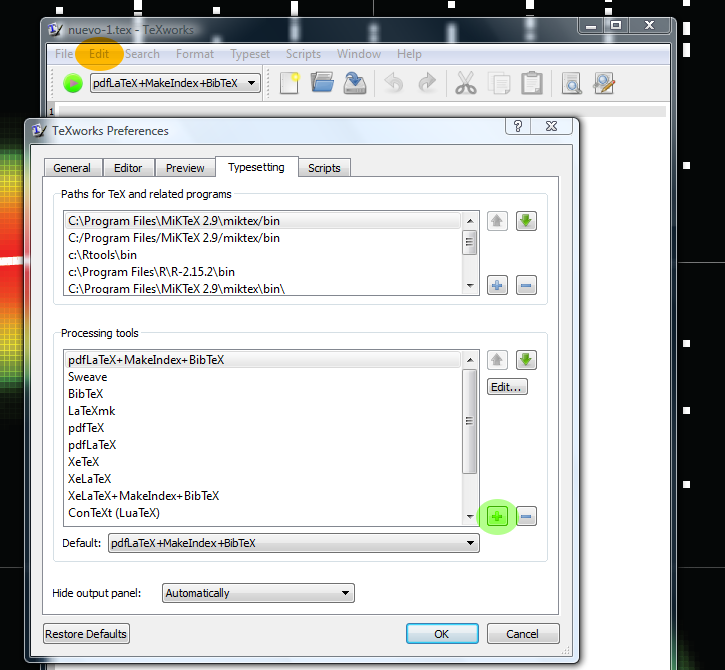 nuevo-1.tex - TeXworks
File Edit Search Format Typeset Scripts Window Help
pdfLaTeX+MakeIndex+BibTeX
1
TeXworks Preferences
General Editor Preview Typesetting Scripts
Paths for TeX and related programs
C:\Program Files\MiKTeX 2.9\miktex/bin
C:/Program Files/MiKTeX 2.9/miktex/bin
c:\Rtools\bin
c:\Program Files\R\R-2.15.2\bin
C:\Program Files\MiKTeX 2.9\miktex\bin\
Processing tools
pdfLaTeX+MakeIndex+BibTeX
Sweave
Edit...
BibTeX
LaTeXmk
pdfTeX
pdfLaTeX
XeTeX
XeLaTeX
XeLaTeX+MakeIndex+BibTeX
ConTeXt (LuaTeX)
Default: pdfLaTeX+MakeIndex+BibTeX
Hide output panel: Automatically
Restore Defaults OK Cancel